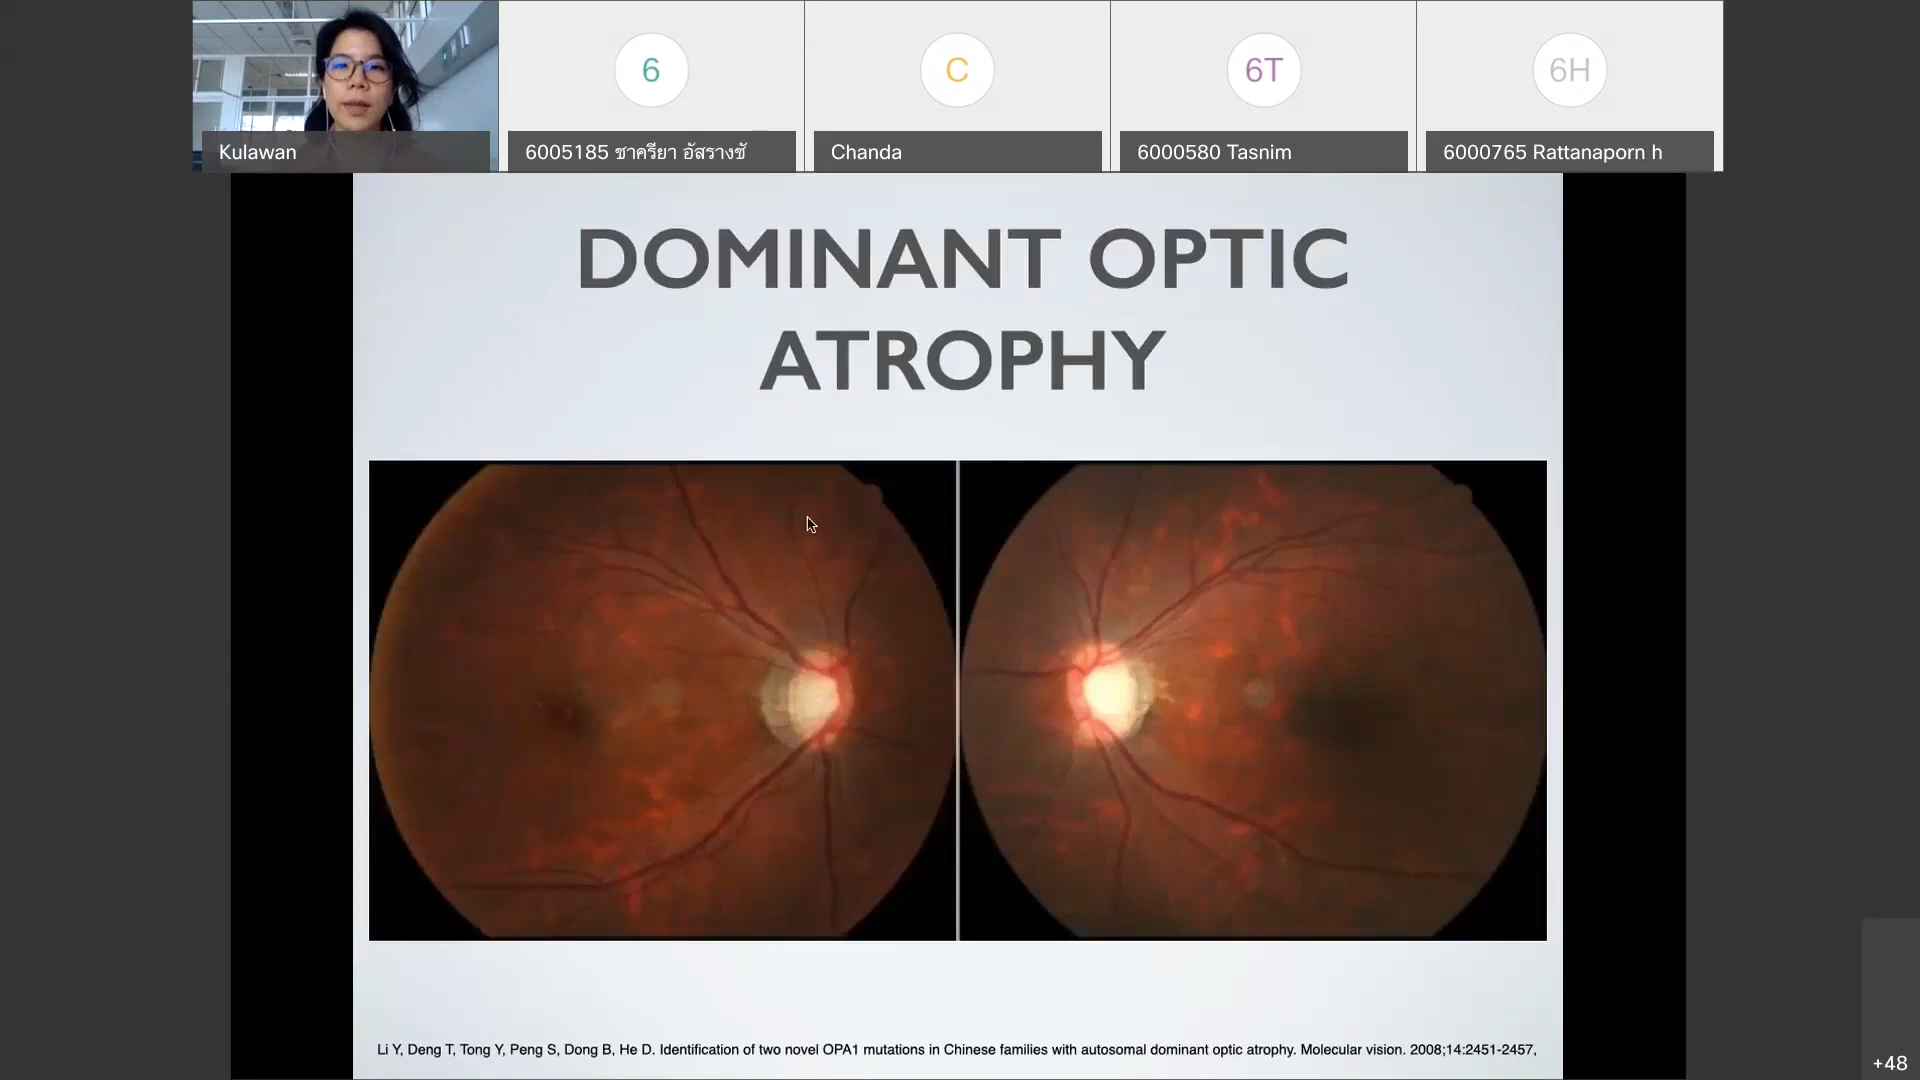 6
C
6T
6H
Kulawan
6005185 ซาครียา อัสรางชั
Chanda
6000580 Tasnim
6000765 Rattanaporn h
DOMINANT OPTIC
ATROPHY
Li Y, Deng T, Tong Y, Peng S, Dong B, He D. Identification of two novel OPA1 mutations in Chinese families with autosomal dominant optic atrophy. Molecular vision. 2008;14:2451-2457,
+48